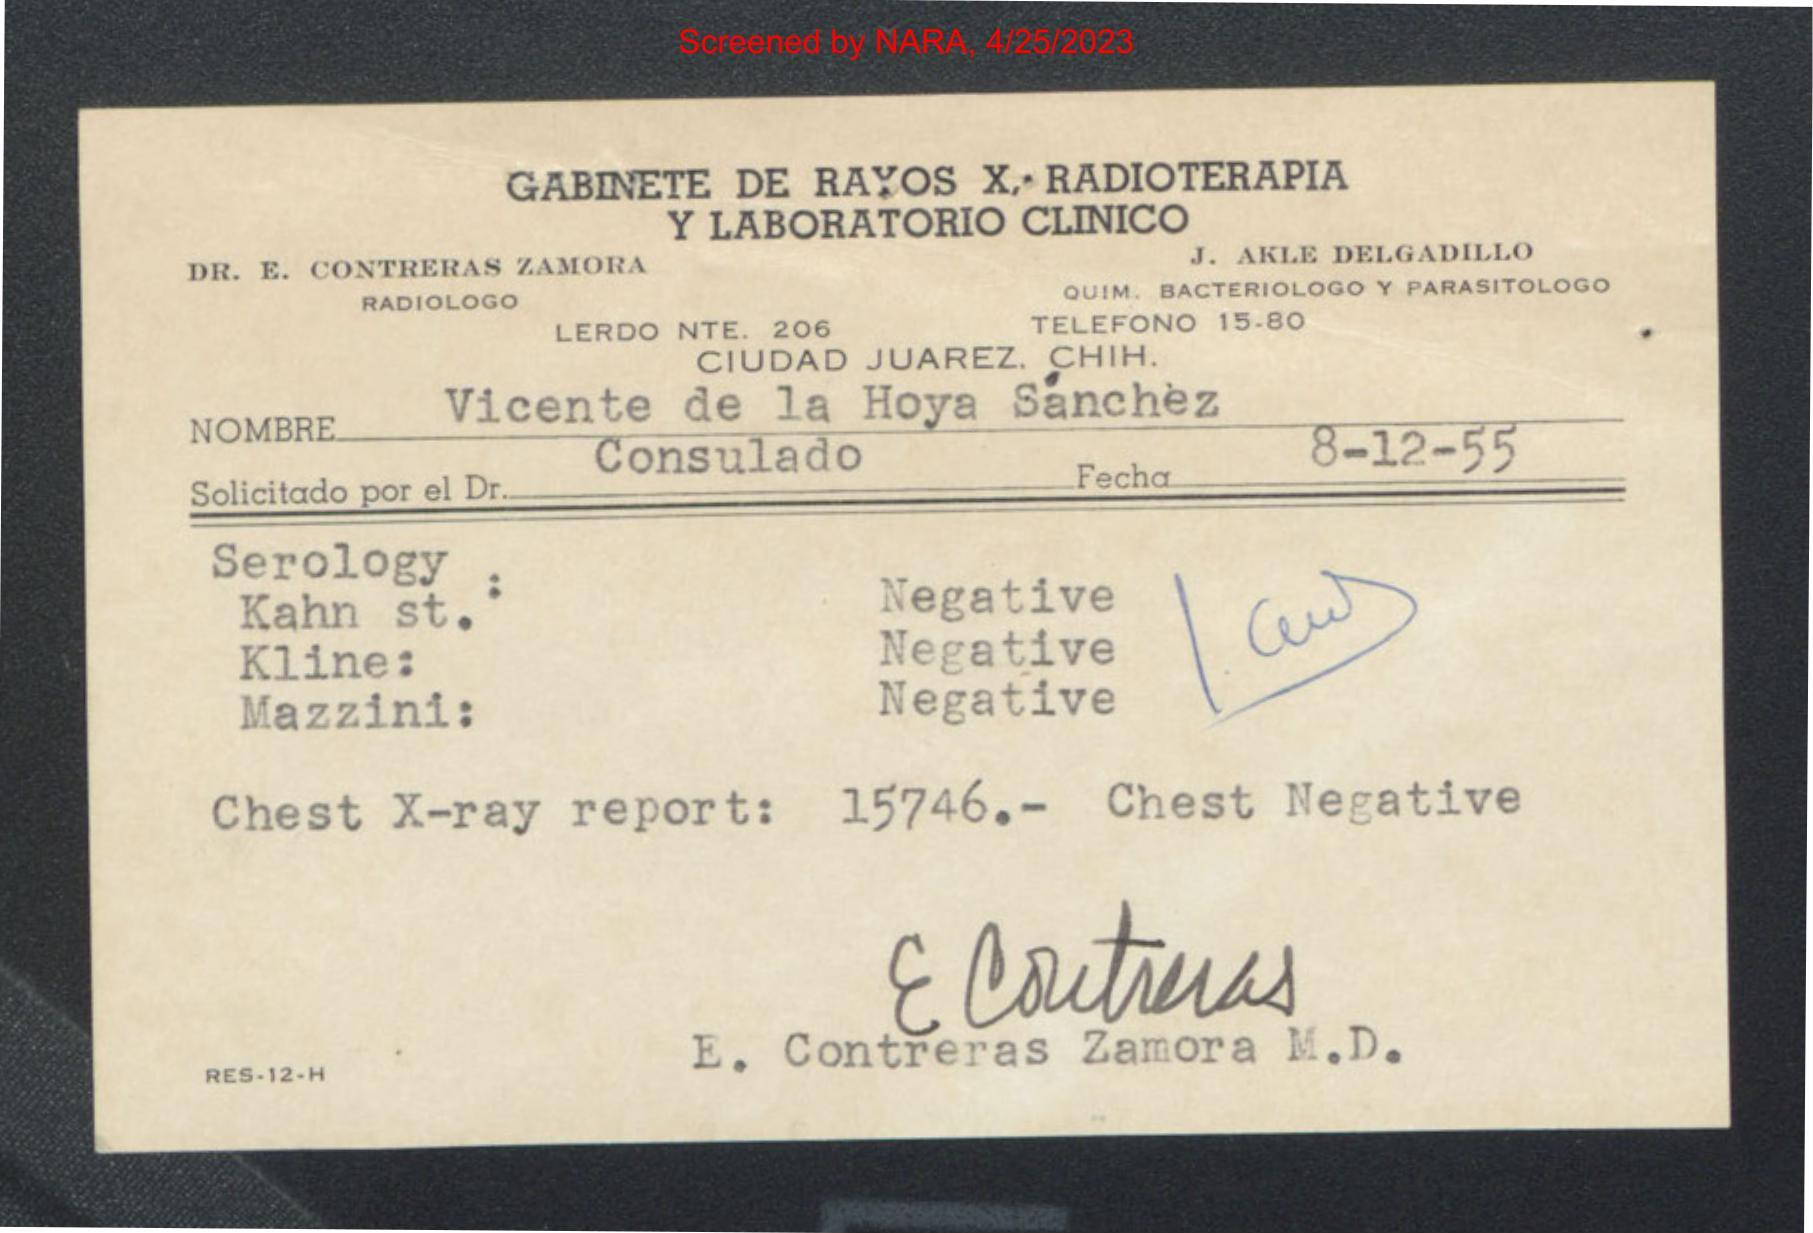 Screened by NARA, 4/25/2023
GABINETE DE RAYOS X, RADIOTERAPIA
Y LABORATORIO CLINICO
DR. E. CONTRERAS ZAMORA
RADIOLOGO
J. AKLE DELGADILLO
QUIM. BACTERIOLOGO Y PARASITOLOGO
LERDO NTE. 206 TELEFONO 15-80
CIUDAD JUAREZ, CHIH.
NOMBRE Vicente de la Hoya Sánchez
Solicitado por el Dr. Consulado Fecha 8-12-55
Serology :
Kahn st. Negative
Kline: Negative
Mazzini: Negative
Chest X-ray report: 15746.- Chest Negative
E Contreras
E. Contreras Zamora M.D.
RES-12-H